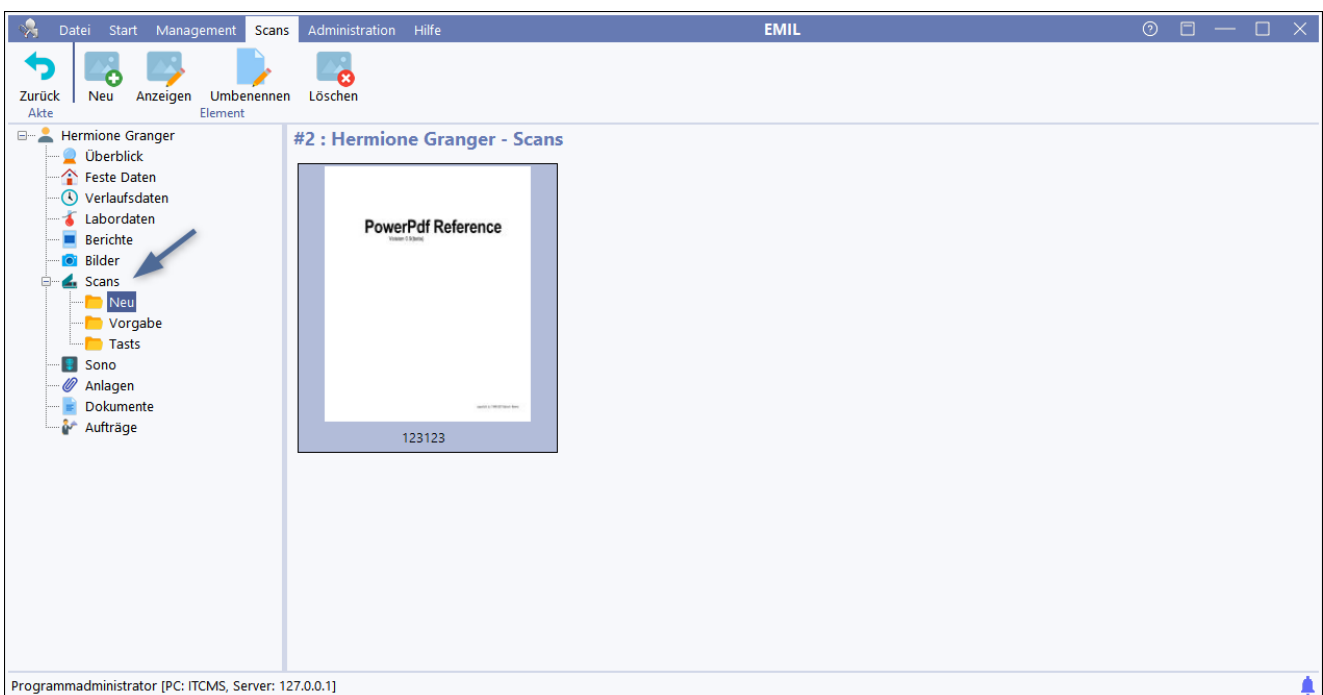 Datei Start Management Scans Administration Hilfe EMIL
Zurück Neu Anzeigen Umbenennen Löschen
Akte Element
Hermione Granger
Überblick
Feste Daten
Verlaufsdaten
Labordaten
Berichte
Bilder
Scans
Neu
Vorgabe
Tasts
Sono
Anlagen
Dokumente
Aufträge
#2 : Hermione Granger - Scans
PowerPdf Reference
123123
Programmadministrator [PC: ITCMS, Server: 127.0.0.1]